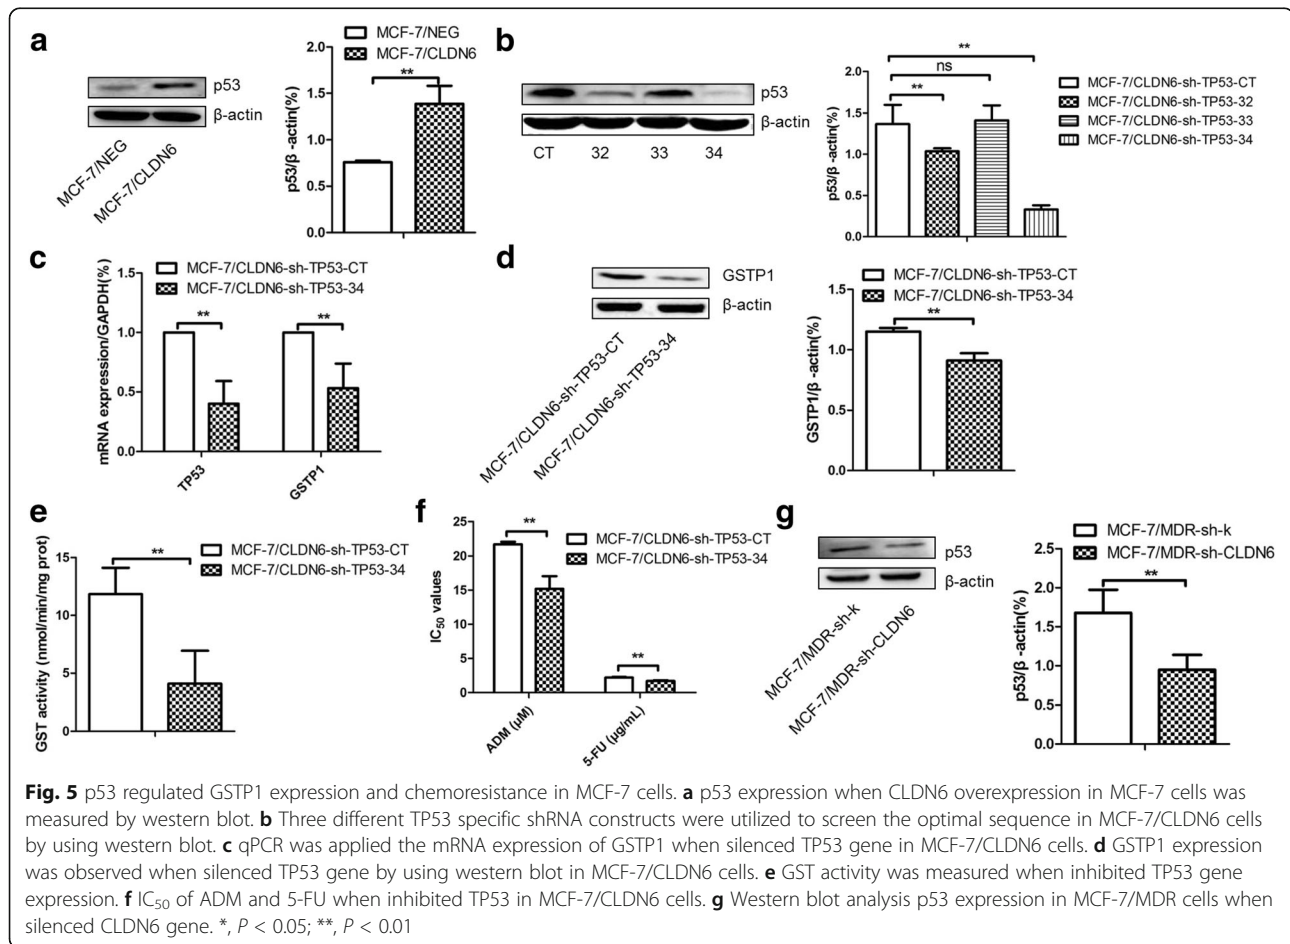 a
p53
β-actin
MCF-7/NEG
MCF-7/CLDN6
MCF-7/NEG
MCF-7/CLDN6
**
p53/β -actin(%)
2.0
1.5
1.0
0.5
0.0
b
p53
β-actin
CT 32 33 34
**
ns
**
p53/β -actin(%)
2.0
1.5
1.0
0.5
0.0
MCF-7/CLDN6-sh-TP53-CT
MCF-7/CLDN6-sh-TP53-32
MCF-7/CLDN6-sh-TP53-33
MCF-7/CLDN6-sh-TP53-34
c
MCF-7/CLDN6-sh-TP53-CT
MCF-7/CLDN6-sh-TP53-34
** **
mRNA expression/GAPDH(%)
1.5
1.0
0.5
0.0
TP53 GSTP1
d
GSTP1
β-actin
MCF-7/CLDN6-sh-TP53-CT
MCF-7/CLDN6-sh-TP53-34
MCF-7/CLDN6-sh-TP53-CT
MCF-7/CLDN6-sh-TP53-34
**
GSTP1/β -actin(%)
1.5
1.0
0.5
0.0
e
MCF-7/CLDN6-sh-TP53-CT
MCF-7/CLDN6-sh-TP53-34
**
GST activity (nmol/min/mg prot)
15
10
5
0
f
MCF-7/CLDN6-sh-TP53-CT
MCF-7/CLDN6-sh-TP53-34
**
**
IC50 values
25
20
15
10
5
0
ADM (μM) 5-FU (μg/mL)
g
p53
β-actin
MCF-7/MDR-sh-k
MCF-7/MDR-sh-CLDN6
MCF-7/MDR-sh-k
MCF-7/MDR-sh-CLDN6
**
p53/β -actin(%)
2.5
2.0
1.5
1.0
0.5
0.0
Fig. 5 p53 regulated GSTP1 expression and chemoresistance in MCF-7 cells. a p53 expression when CLDN6 overexpression in MCF-7 cells was
measured by western blot. b Three different TP53 specific shRNA constructs were utilized to screen the optimal sequence in MCF-7/CLDN6 cells
by using western blot. c qPCR was applied the mRNA expression of GSTP1 when silenced TP53 gene in MCF-7/CLDN6 cells. d GSTP1 expression
was observed when silenced TP53 gene by using western blot in MCF-7/CLDN6 cells. e GST activity was measured when inhibited TP53 gene
expression. f IC50 of ADM and 5-FU when inhibited TP53 in MCF-7/CLDN6 cells. g Western blot analysis p53 expression in MCF-7/MDR cells when
silenced CLDN6 gene. *, P < 0.05; **, P < 0.01